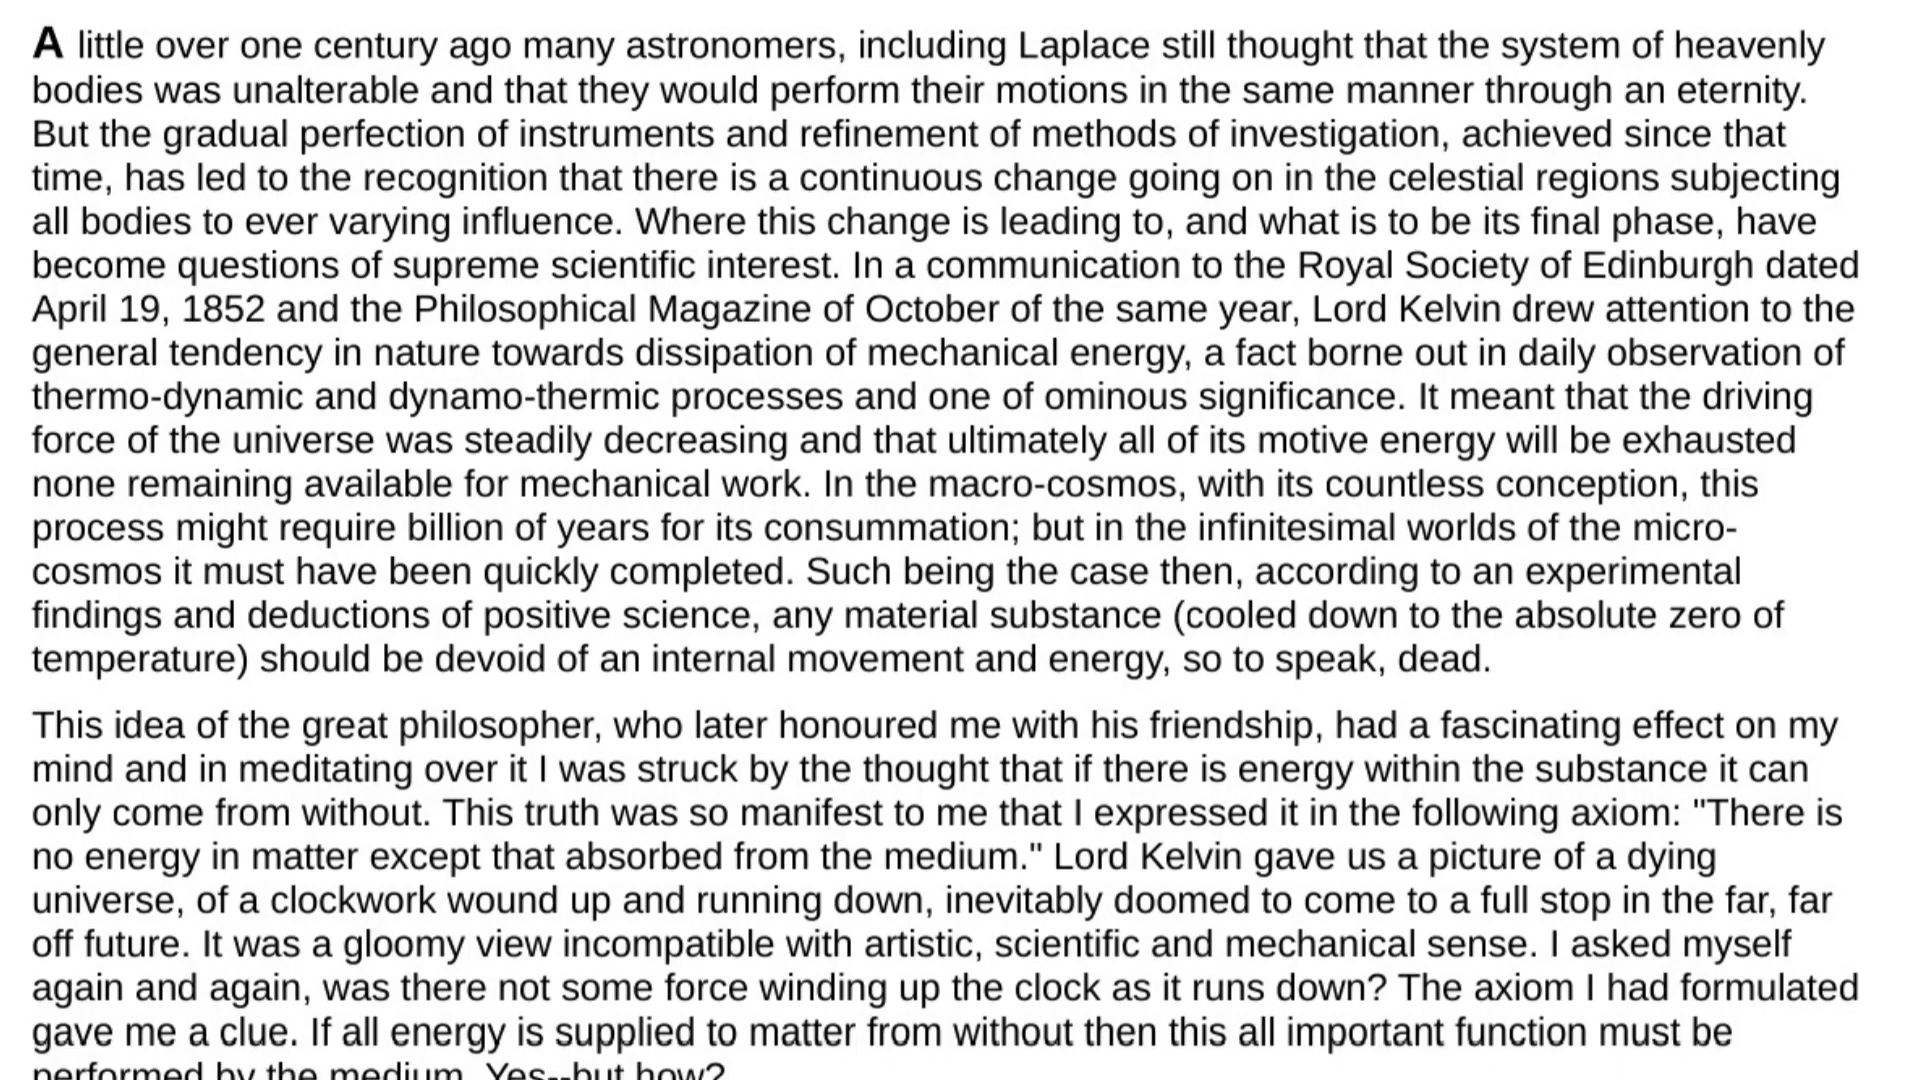 A little over one century ago many astronomers, including Laplace still thought that the system of heavenly
bodies was unalterable and that they would perform their motions in the same manner through an eternity.
But the gradual perfection of instruments and refinement of methods of investigation, achieved since that
time, has led to the recognition that there is a continuous change going on in the celestial regions subjecting
all bodies to ever varying influence. Where this change is leading to, and what is to be its final phase, have
become questions of supreme scientific interest. In a communication to the Royal Society of Edinburgh dated
April 19, 1852 and the Philosophical Magazine of October of the same year, Lord Kelvin drew attention to the
general tendency in nature towards dissipation of mechanical energy, a fact borne out in daily observation of
thermo-dynamic and dynamo-thermic processes and one of ominous significance. It meant that the driving
force of the universe was steadily decreasing and that ultimately all of its motive energy will be exhausted
none remaining available for mechanical work. In the macro-cosmos, with its countless conception, this
process might require billion of years for its consummation; but in the infinitesimal worlds of the micro-
cosmos it must have been quickly completed. Such being the case then, according to an experimental
findings and deductions of positive science, any material substance (cooled down to the absolute zero of
temperature) should be devoid of an internal movement and energy, so to speak, dead.
This idea of the great philosopher, who later honoured me with his friendship, had a fascinating effect on my
mind and in meditating over it I was struck by the thought that if there is energy within the substance it can
only come from without. This truth was so manifest to me that I expressed it in the following axiom: "There is
no energy in matter except that absorbed from the medium." Lord Kelvin gave us a picture of a dying
universe, of a clockwork wound up and running down, inevitably doomed to come to a full stop in the far, far
off future. It was a gloomy view incompatible with artistic, scientific and mechanical sense. I asked myself
again and again, was there not some force winding up the clock as it runs down? The axiom I had formulated
gave me a clue. If all energy is supplied to matter from without then this all important function must be
performed by the medium. Yes--but how?